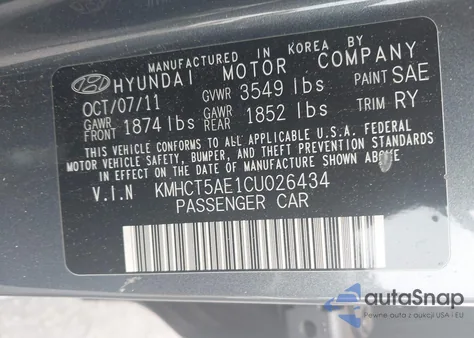 MANUFACTURED IN KOREA BY
HYUNDAI MOTOR COMPANY
OCT/07/11 GVWR 3549 lbs PAINT SAE
GAWR FRONT 1874 lbs GAWR REAR 1852 lbs TRIM RY
THIS VEHICLE CONFORMS TO ALL APPLICABLE U.S. FEDERAL
MOTOR VEHICLE SAFETY, BUMPER, AND THEFT PREVENTION STANDARDS
IN EFFECT ON THE DATE OF MANUFACTURE SHOWN ABOVE.
V.I.N KMHCT5AE1CU026434
PASSENGER CAR
autoSnap
Pewne auta z aukcji USA i EU